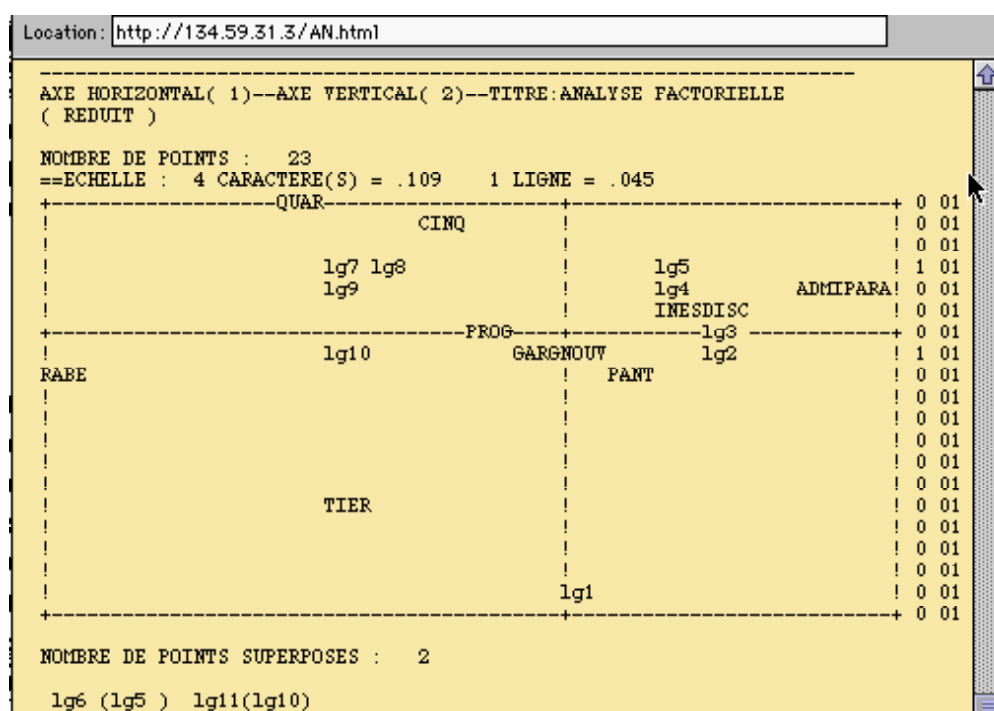 Location: http://134.59.31.3/AN.html
---------------------------------------------------------------------
AXE HORIZONTAL( 1)--AXE VERTICAL( 2)--TITRE:ANALYSE FACTORIELLE
( REDUIT )
NOMBRE DE POINTS :   23
==ECHELLE :  4 CARACTERE(S) = .109    1 LIGNE = .045
+-------------------QUAR--------------------+---------------------------+ 0 01
!                               CINQ        !                           ! 0 01
!                                           !                           ! 0 01
!                       lg7 lg8             !       lg5                 ! 1 01
!                       lg9                 !       lg4         ADMIPARA! 0 01
!                                           !       INESDISC            ! 0 01
+-----------------------------------PROG----+-----------lg3 ------------+ 0 01
!                       lg10            GARGNOUV        lg2             ! 1 01
RABE                                        !   PANT                    ! 0 01
!                                           !                           ! 0 01
!                                           !                           ! 0 01
!                                           !                           ! 0 01
!                                           !                           ! 0 01
!                                           !                           ! 0 01
!                       TIER                !                           ! 0 01
!                                           !                           ! 0 01
!                                           !                           ! 0 01
!                                           !                           ! 0 01
!                                           lg1                         ! 0 01
+-------------------------------------------+---------------------------+ 0 01
NOMBRE DE POINTS SUPERPOSES :   2
lg6 (lg5 )  lg11(lg10)